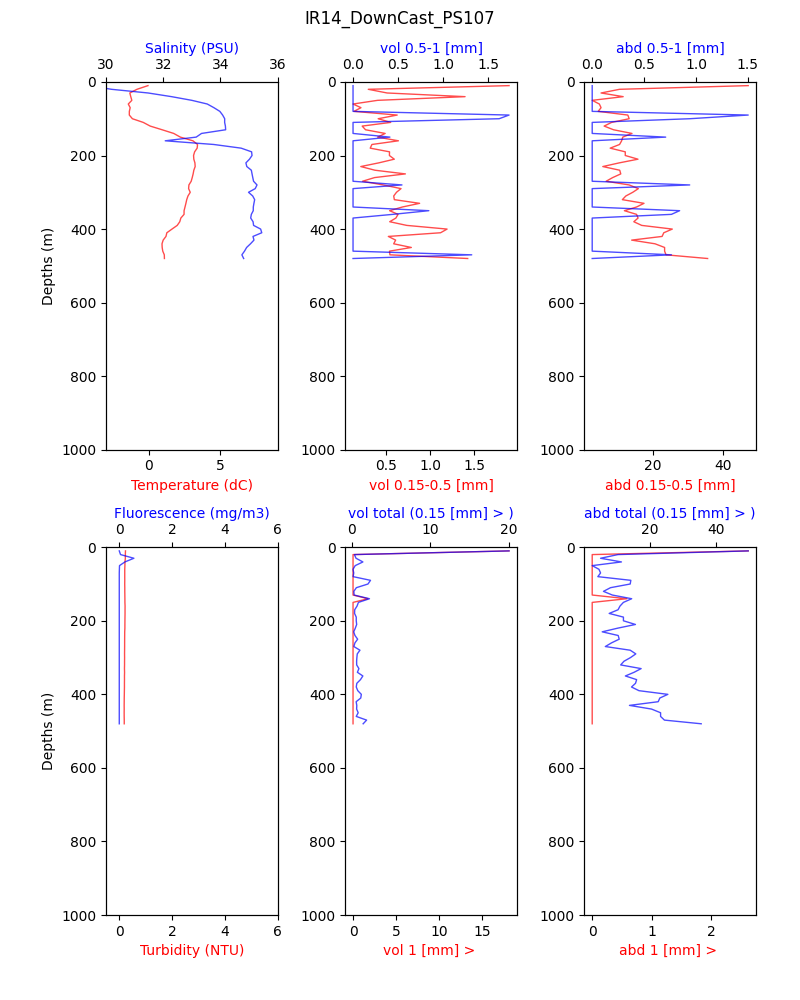 IR14_DownCast_PS107
Salinity (PSU) vol 0.5-1 [mm] abd 0.5-1 [mm]
30 32 34 36 0.0 0.5 1.0 1.5 0.0 0.5 1.0 1.5
0 0 0
200 200 200
400 400 400
Depths (m)
600 600 600
800 800 800
1000 1000 1000
0 5 0.5 1.0 1.5 20 40
Temperature (dC) vol 0.15-0.5 [mm] abd 0.15-0.5 [mm]
Fluorescence (mg/m3) vol total (0.15 [mm] > ) abd total (0.15 [mm] > )
0 2 4 6 0 20 20 40
0 0 0
200 200 200
400 400 400
Depths (m)
600 600 600
800 800 800
1000 1000 1000
0 2 4 6 0 5 10 15 0 1 2
Turbidity (NTU) vol 1 [mm] > abd 1 [mm] >